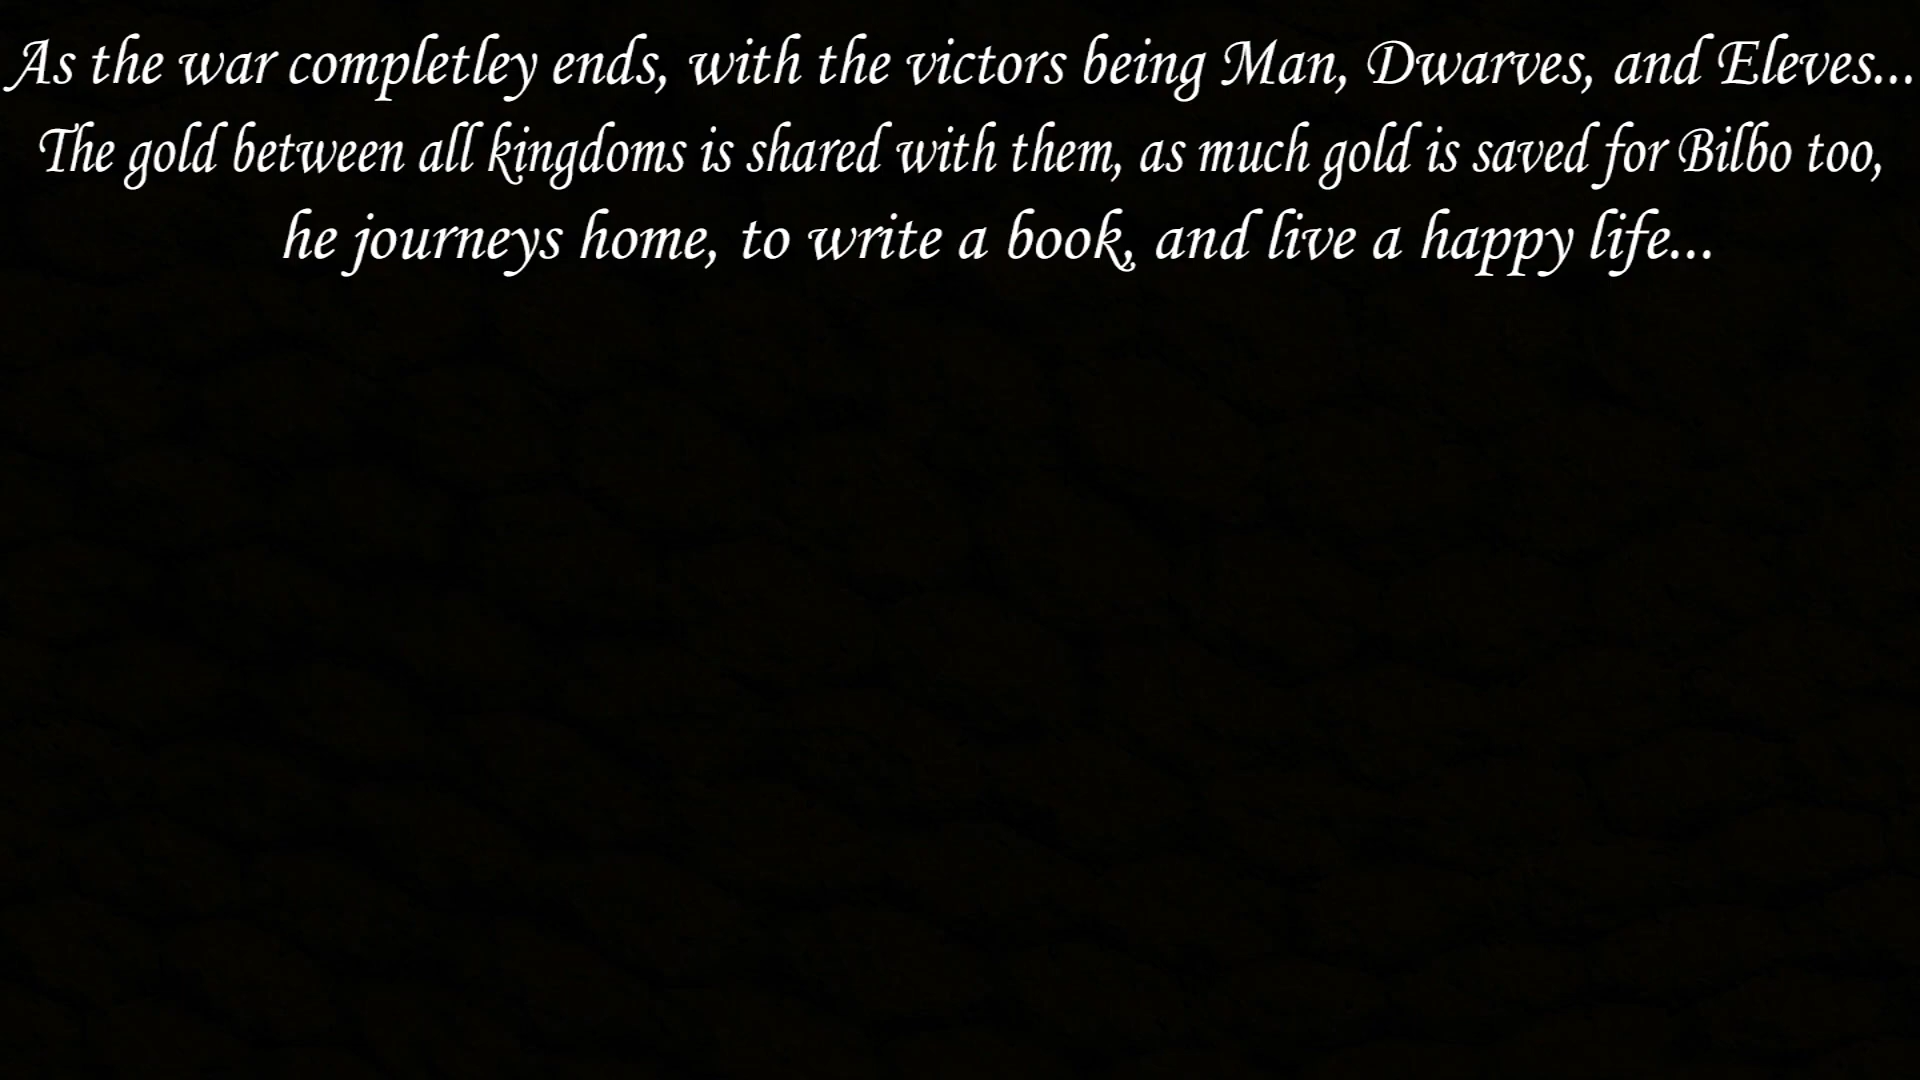 As the war completley ends, with the victors being Man, Dwarves, and Eleves...
The gold between all kingdoms is shared with them, as much gold is saved for Bilbo too,
he journeys home, to write a book, and live a happy life...